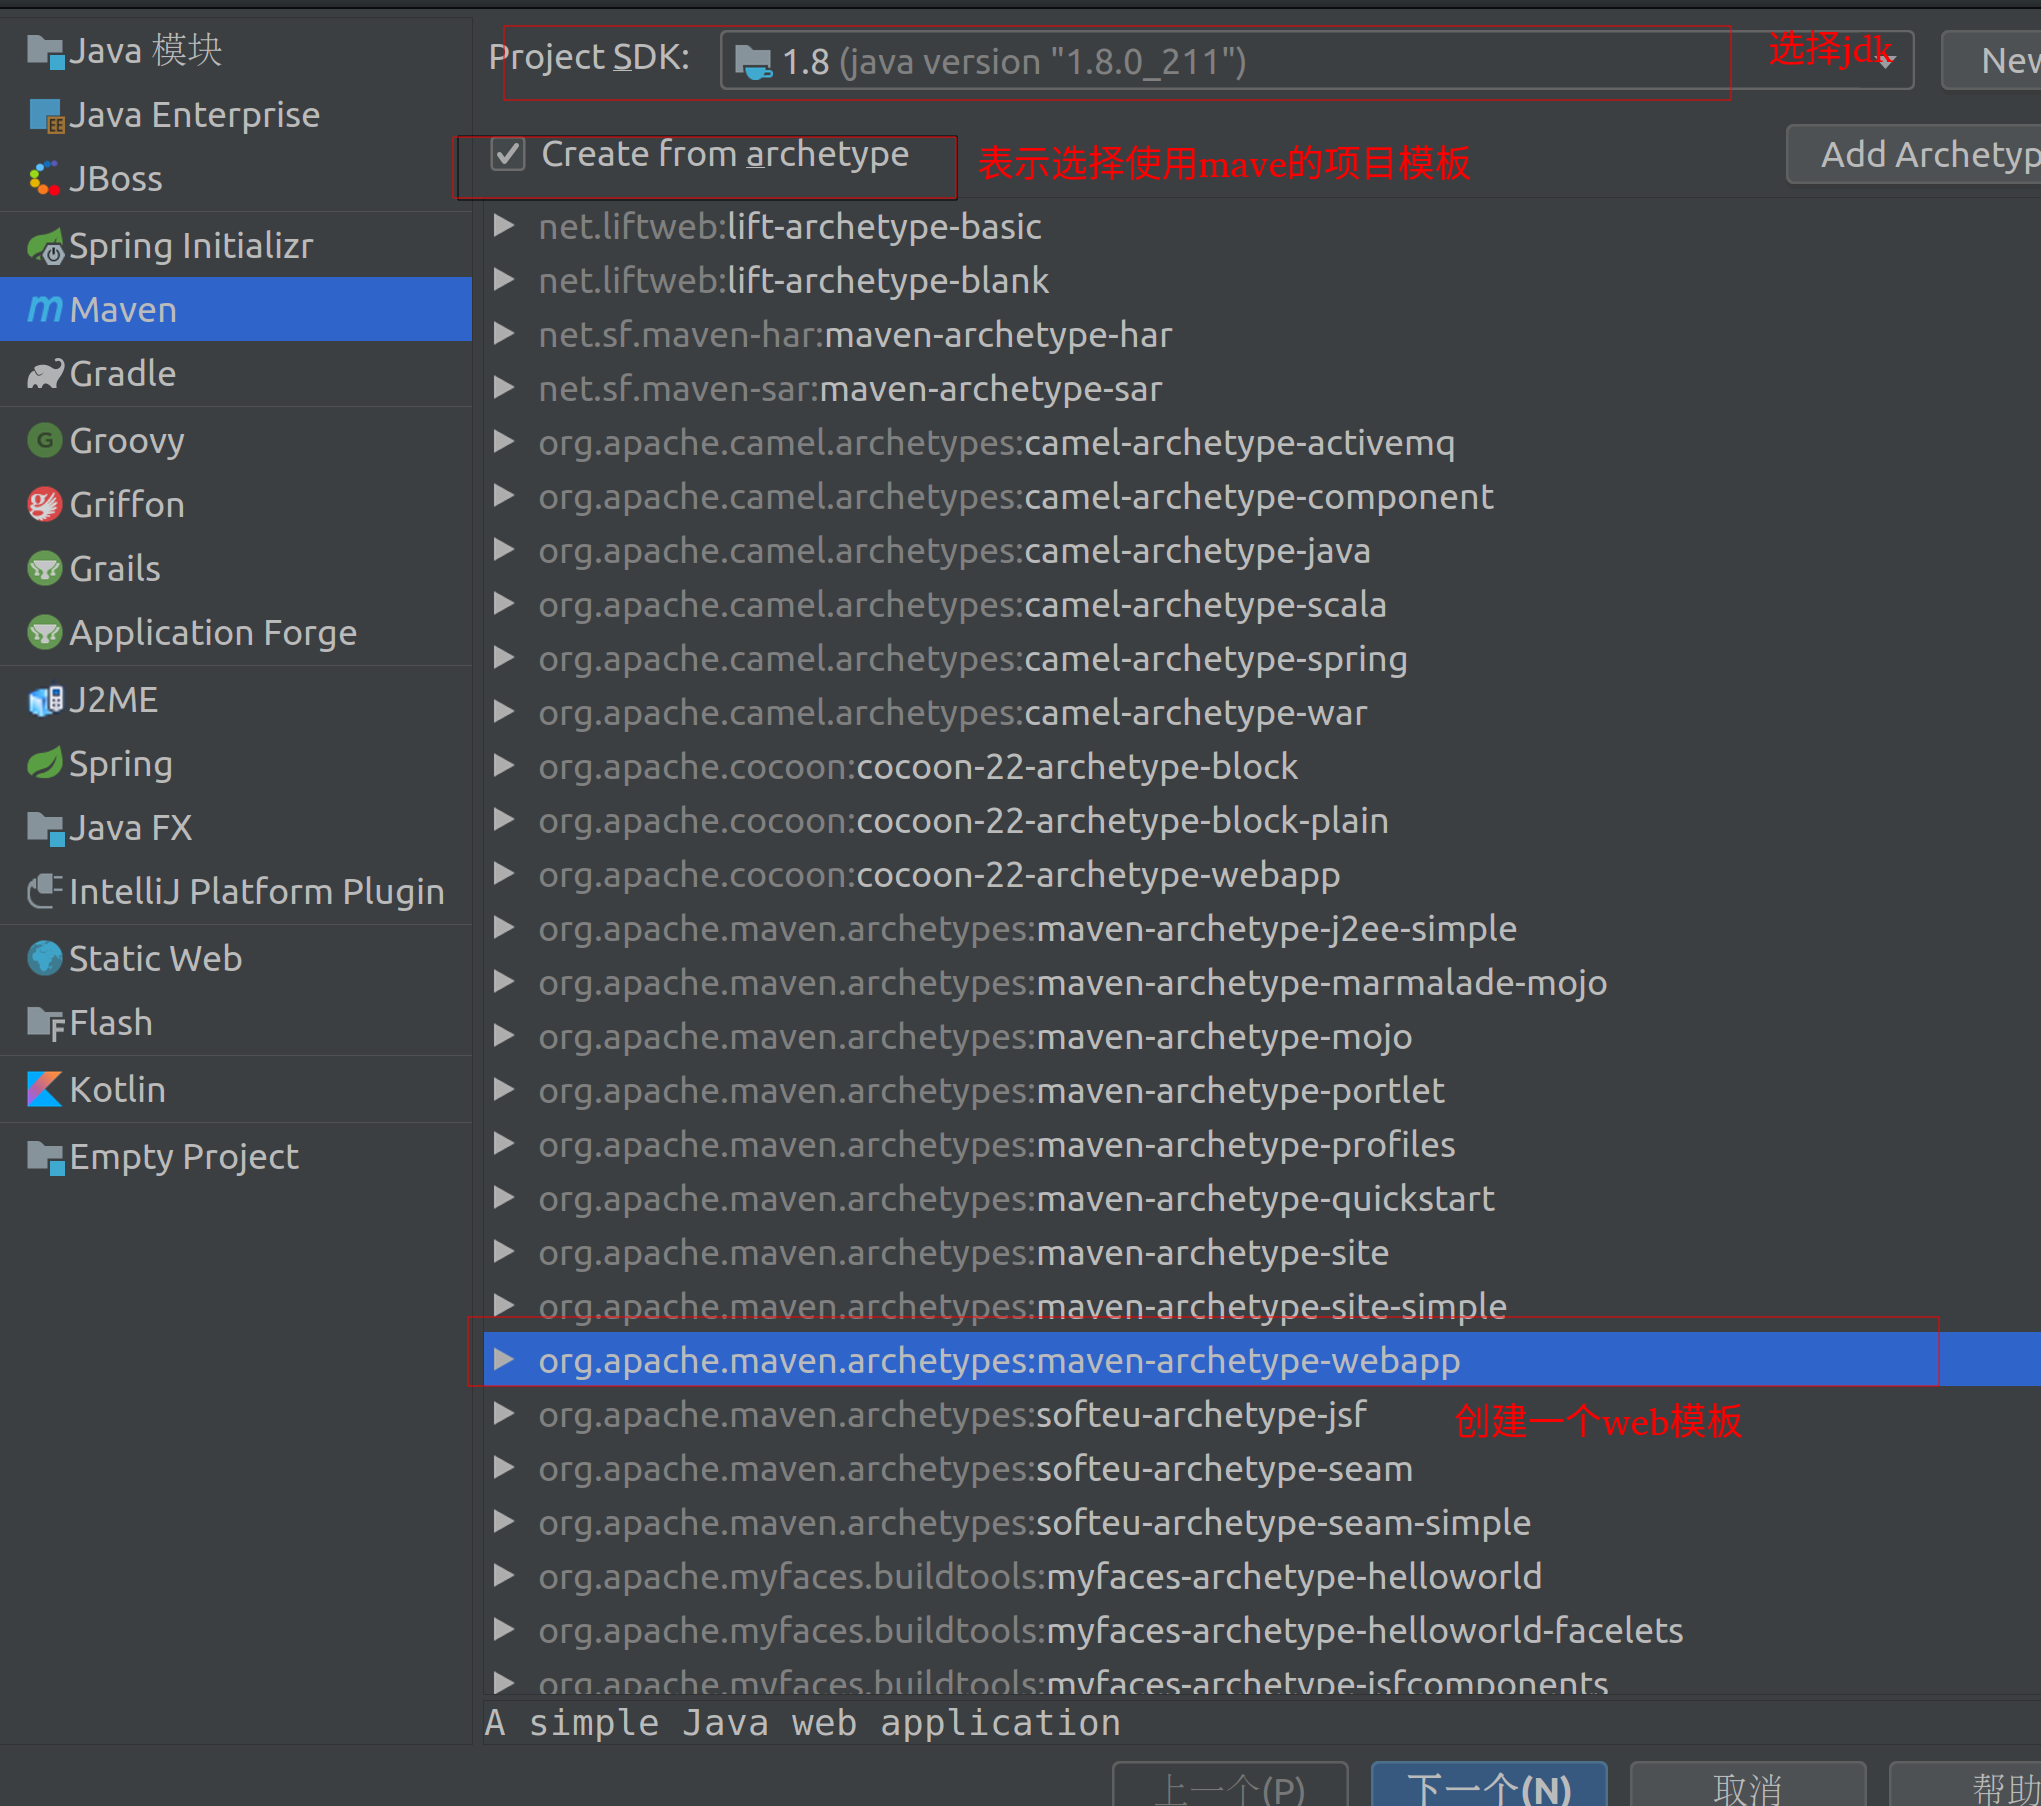 Java 模块
Java Enterprise
JBoss
Spring Initializr
Maven
Gradle
Groovy
Griffon
Grails
Application Forge
J2ME
Spring
Java FX
IntelliJ Platform Plugin
Static Web
Flash
Kotlin
Empty Project
Project SDK: 1.8 (java version "1.8.0_211") 选择jdk New
Create from archetype 表示选择使用mave的项目模板 Add Archetyp
net.liftweb:lift-archetype-basic
net.liftweb:lift-archetype-blank
net.sf.maven-har:maven-archetype-har
net.sf.maven-sar:maven-archetype-sar
org.apache.camel.archetypes:camel-archetype-activemq
org.apache.camel.archetypes:camel-archetype-component
org.apache.camel.archetypes:camel-archetype-java
org.apache.camel.archetypes:camel-archetype-scala
org.apache.camel.archetypes:camel-archetype-spring
org.apache.camel.archetypes:camel-archetype-war
org.apache.cocoon:cocoon-22-archetype-block
org.apache.cocoon:cocoon-22-archetype-block-plain
org.apache.cocoon:cocoon-22-archetype-webapp
org.apache.maven.archetypes:maven-archetype-j2ee-simple
org.apache.maven.archetypes:maven-archetype-marmalade-mojo
org.apache.maven.archetypes:maven-archetype-mojo
org.apache.maven.archetypes:maven-archetype-portlet
org.apache.maven.archetypes:maven-archetype-profiles
org.apache.maven.archetypes:maven-archetype-quickstart
org.apache.maven.archetypes:maven-archetype-site
org.apache.maven.archetypes:maven-archetype-site-simple
org.apache.maven.archetypes:maven-archetype-webapp
org.apache.maven.archetypes:softeu-archetype-jsf 创建一个web模板
org.apache.maven.archetypes:softeu-archetype-seam
org.apache.maven.archetypes:softeu-archetype-seam-simple
org.apache.myfaces.buildtools:myfaces-archetype-helloworld
org.apache.myfaces.buildtools:myfaces-archetype-helloworld-facelets
org.apache.myfaces.buildtools:myfaces-archetype-jsfcomponents
A simple Java web application
上一个(P) 下一个(N) 取消 帮助